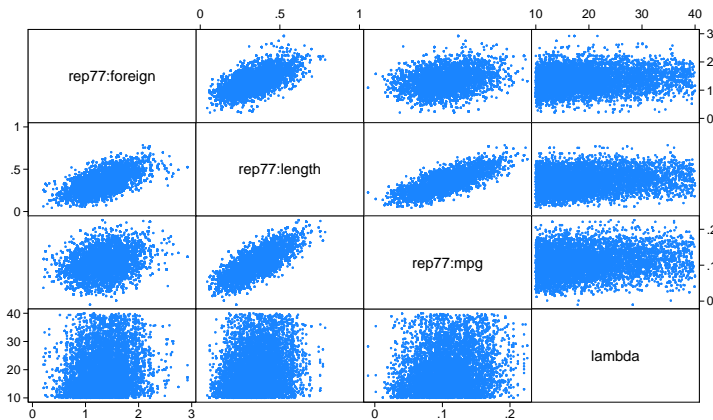 0 .5 1 10 20 30 40
rep77:foreign
0 1 2 3
0 .5 1
rep77:length
rep77:mpg
0 .1 .2
10 20 30 40
lambda
0 1 2 3 0 .1 .2